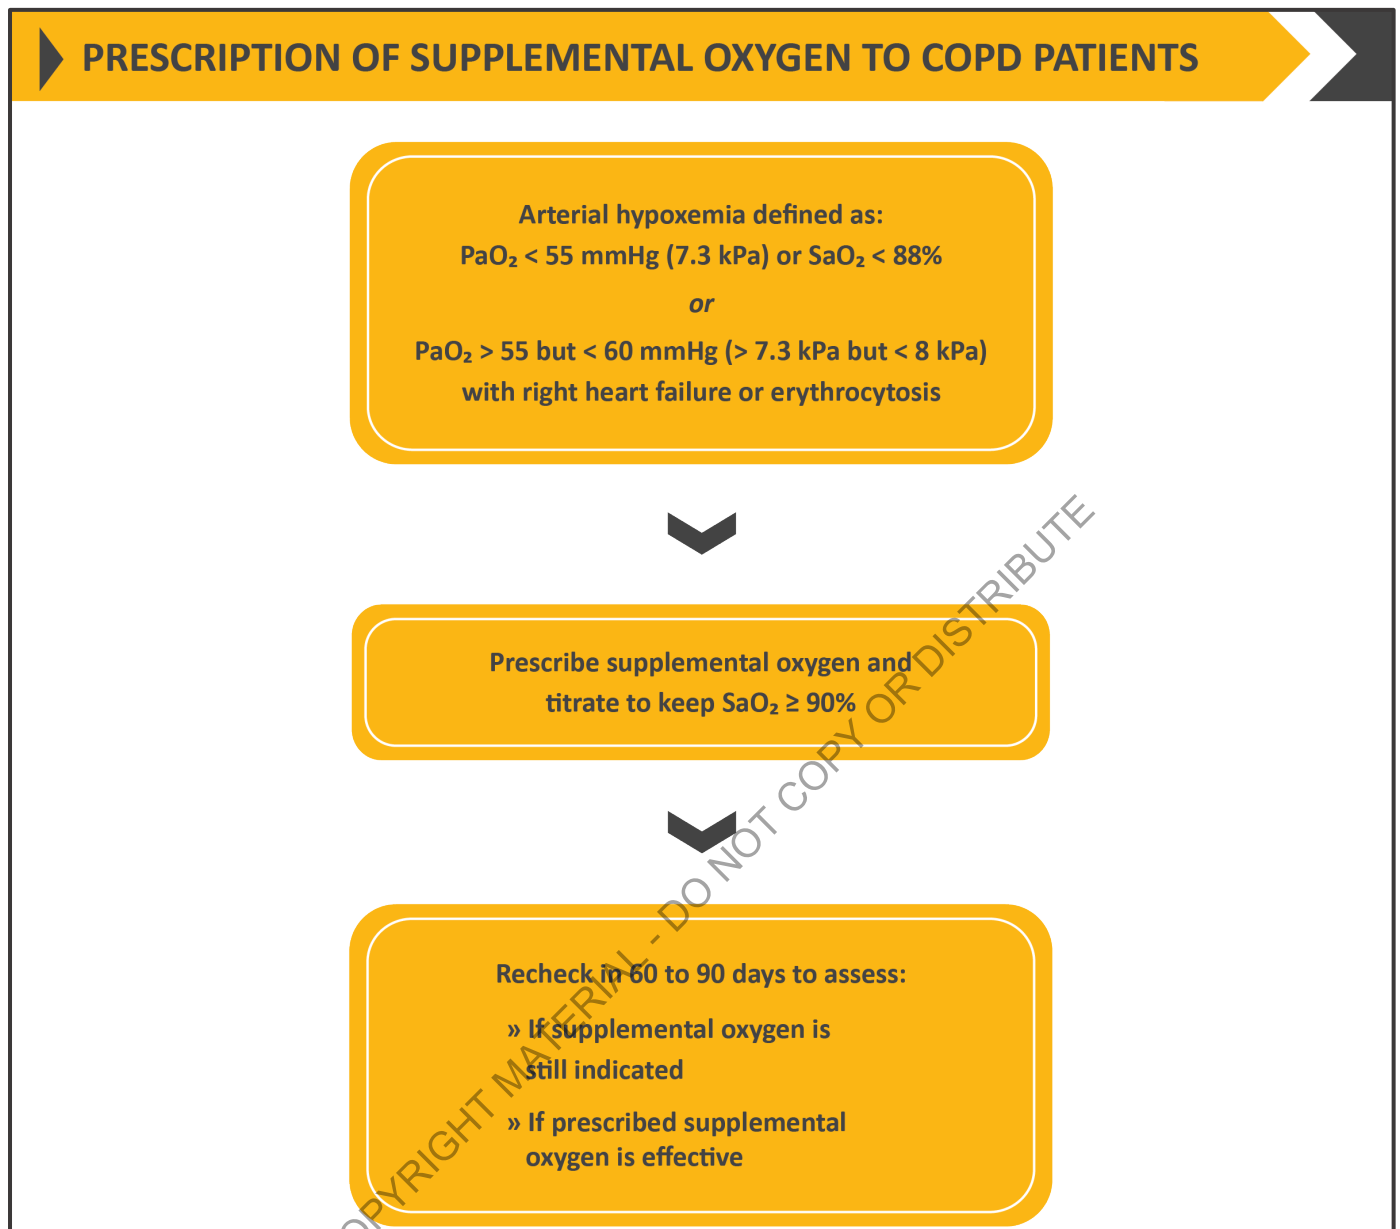 PRESCRIPTION OF SUPPLEMENTAL OXYGEN TO COPD PATIENTS
Arterial hypoxemia defined as:
PaO₂ < 55 mmHg (7.3 kPa) or SaO₂ < 88%
or
PaO₂ > 55 but < 60 mmHg (> 7.3 kPa but < 8 kPa)
with right heart failure or erythrocytosis
Prescribe supplemental oxygen and
titrate to keep SaO₂ ≥ 90%
Recheck in 60 to 90 days to assess:
» If supplemental oxygen is
still indicated
» If prescribed supplemental
oxygen is effective
OPYRIGHT MATERIAL - DO NOT COPY OR DISTRIBUTE